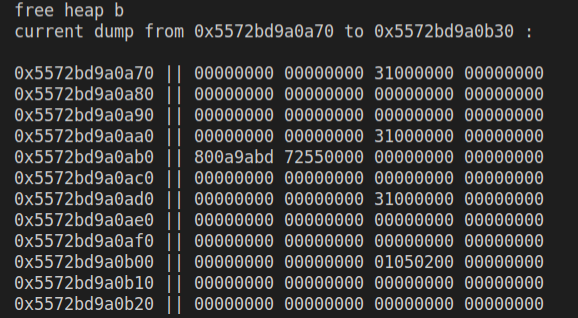 free heap b
current dump from 0x5572bd9a0a70 to 0x5572bd9a0b30 :
0x5572bd9a0a70 || 00000000 00000000 31000000 00000000
0x5572bd9a0a80 || 00000000 00000000 00000000 00000000
0x5572bd9a0a90 || 00000000 00000000 00000000 00000000
0x5572bd9a0aa0 || 00000000 00000000 31000000 00000000
0x5572bd9a0ab0 || 800a9abd 72550000 00000000 00000000
0x5572bd9a0ac0 || 00000000 00000000 00000000 00000000
0x5572bd9a0ad0 || 00000000 00000000 31000000 00000000
0x5572bd9a0ae0 || 00000000 00000000 00000000 00000000
0x5572bd9a0af0 || 00000000 00000000 00000000 00000000
0x5572bd9a0b00 || 00000000 00000000 01050200 00000000
0x5572bd9a0b10 || 00000000 00000000 00000000 00000000
0x5572bd9a0b20 || 00000000 00000000 00000000 00000000